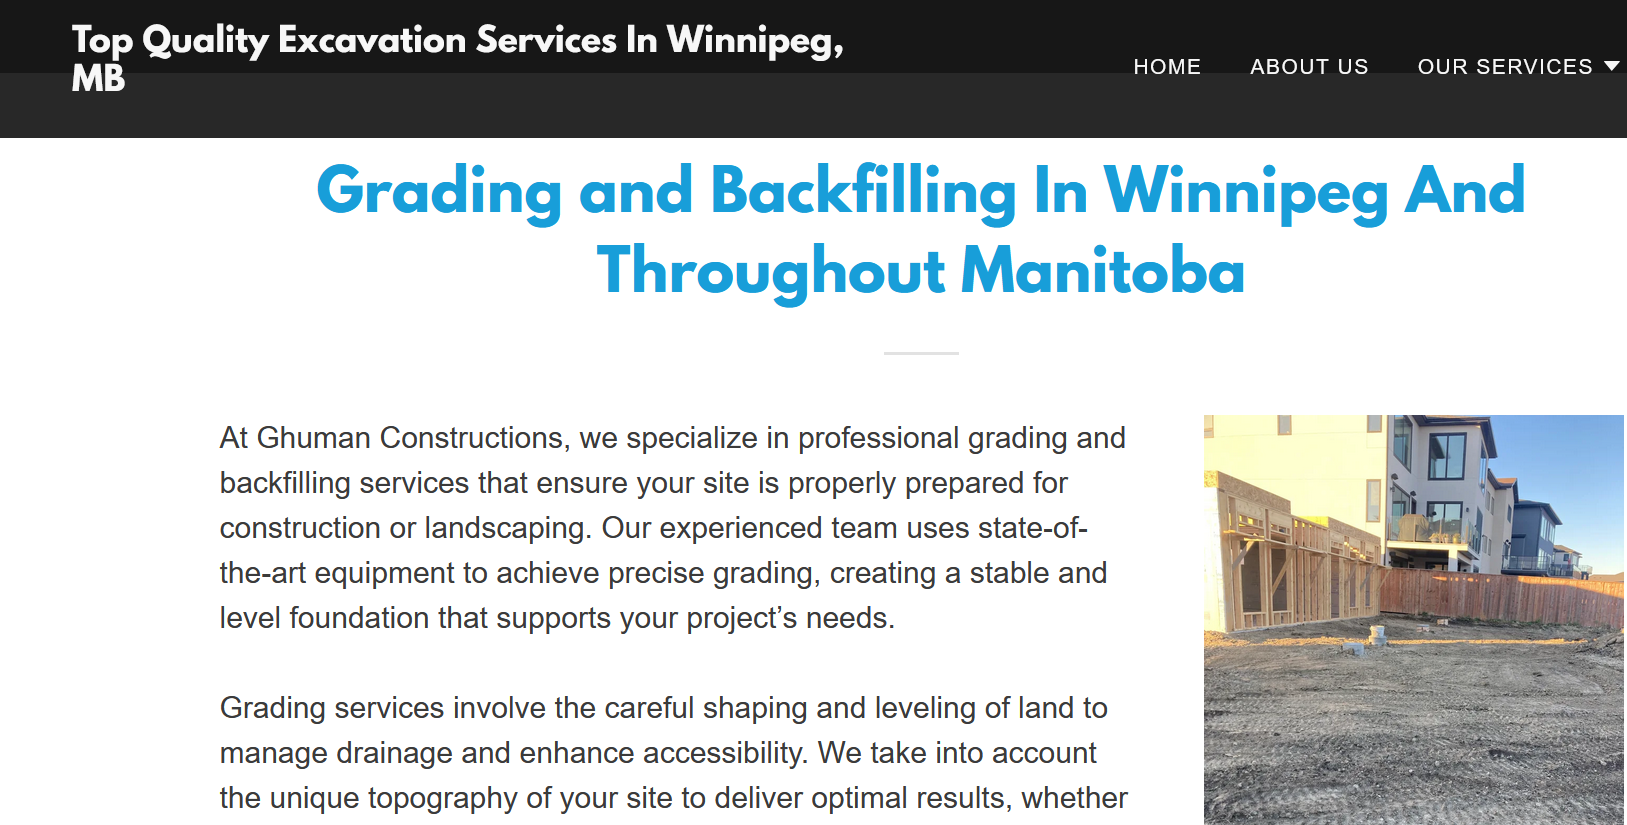 Top Quality Excavation Services In Winnipeg,
MB
HOME
ABOUT US
OUR SERVICES
Grading and Backfilling In Winnipeg And
Throughout Manitoba
At Ghuman Constructions, we specialize in professional grading and
backfilling services that ensure your site is properly prepared for
construction or landscaping. Our experienced team uses state-of-
the-art equipment to achieve precise grading, creating a stable and
level foundation that supports your project’s needs.
Grading services involve the careful shaping and leveling of land to
manage drainage and enhance accessibility. We take into account
the unique topography of your site to deliver optimal results, whether